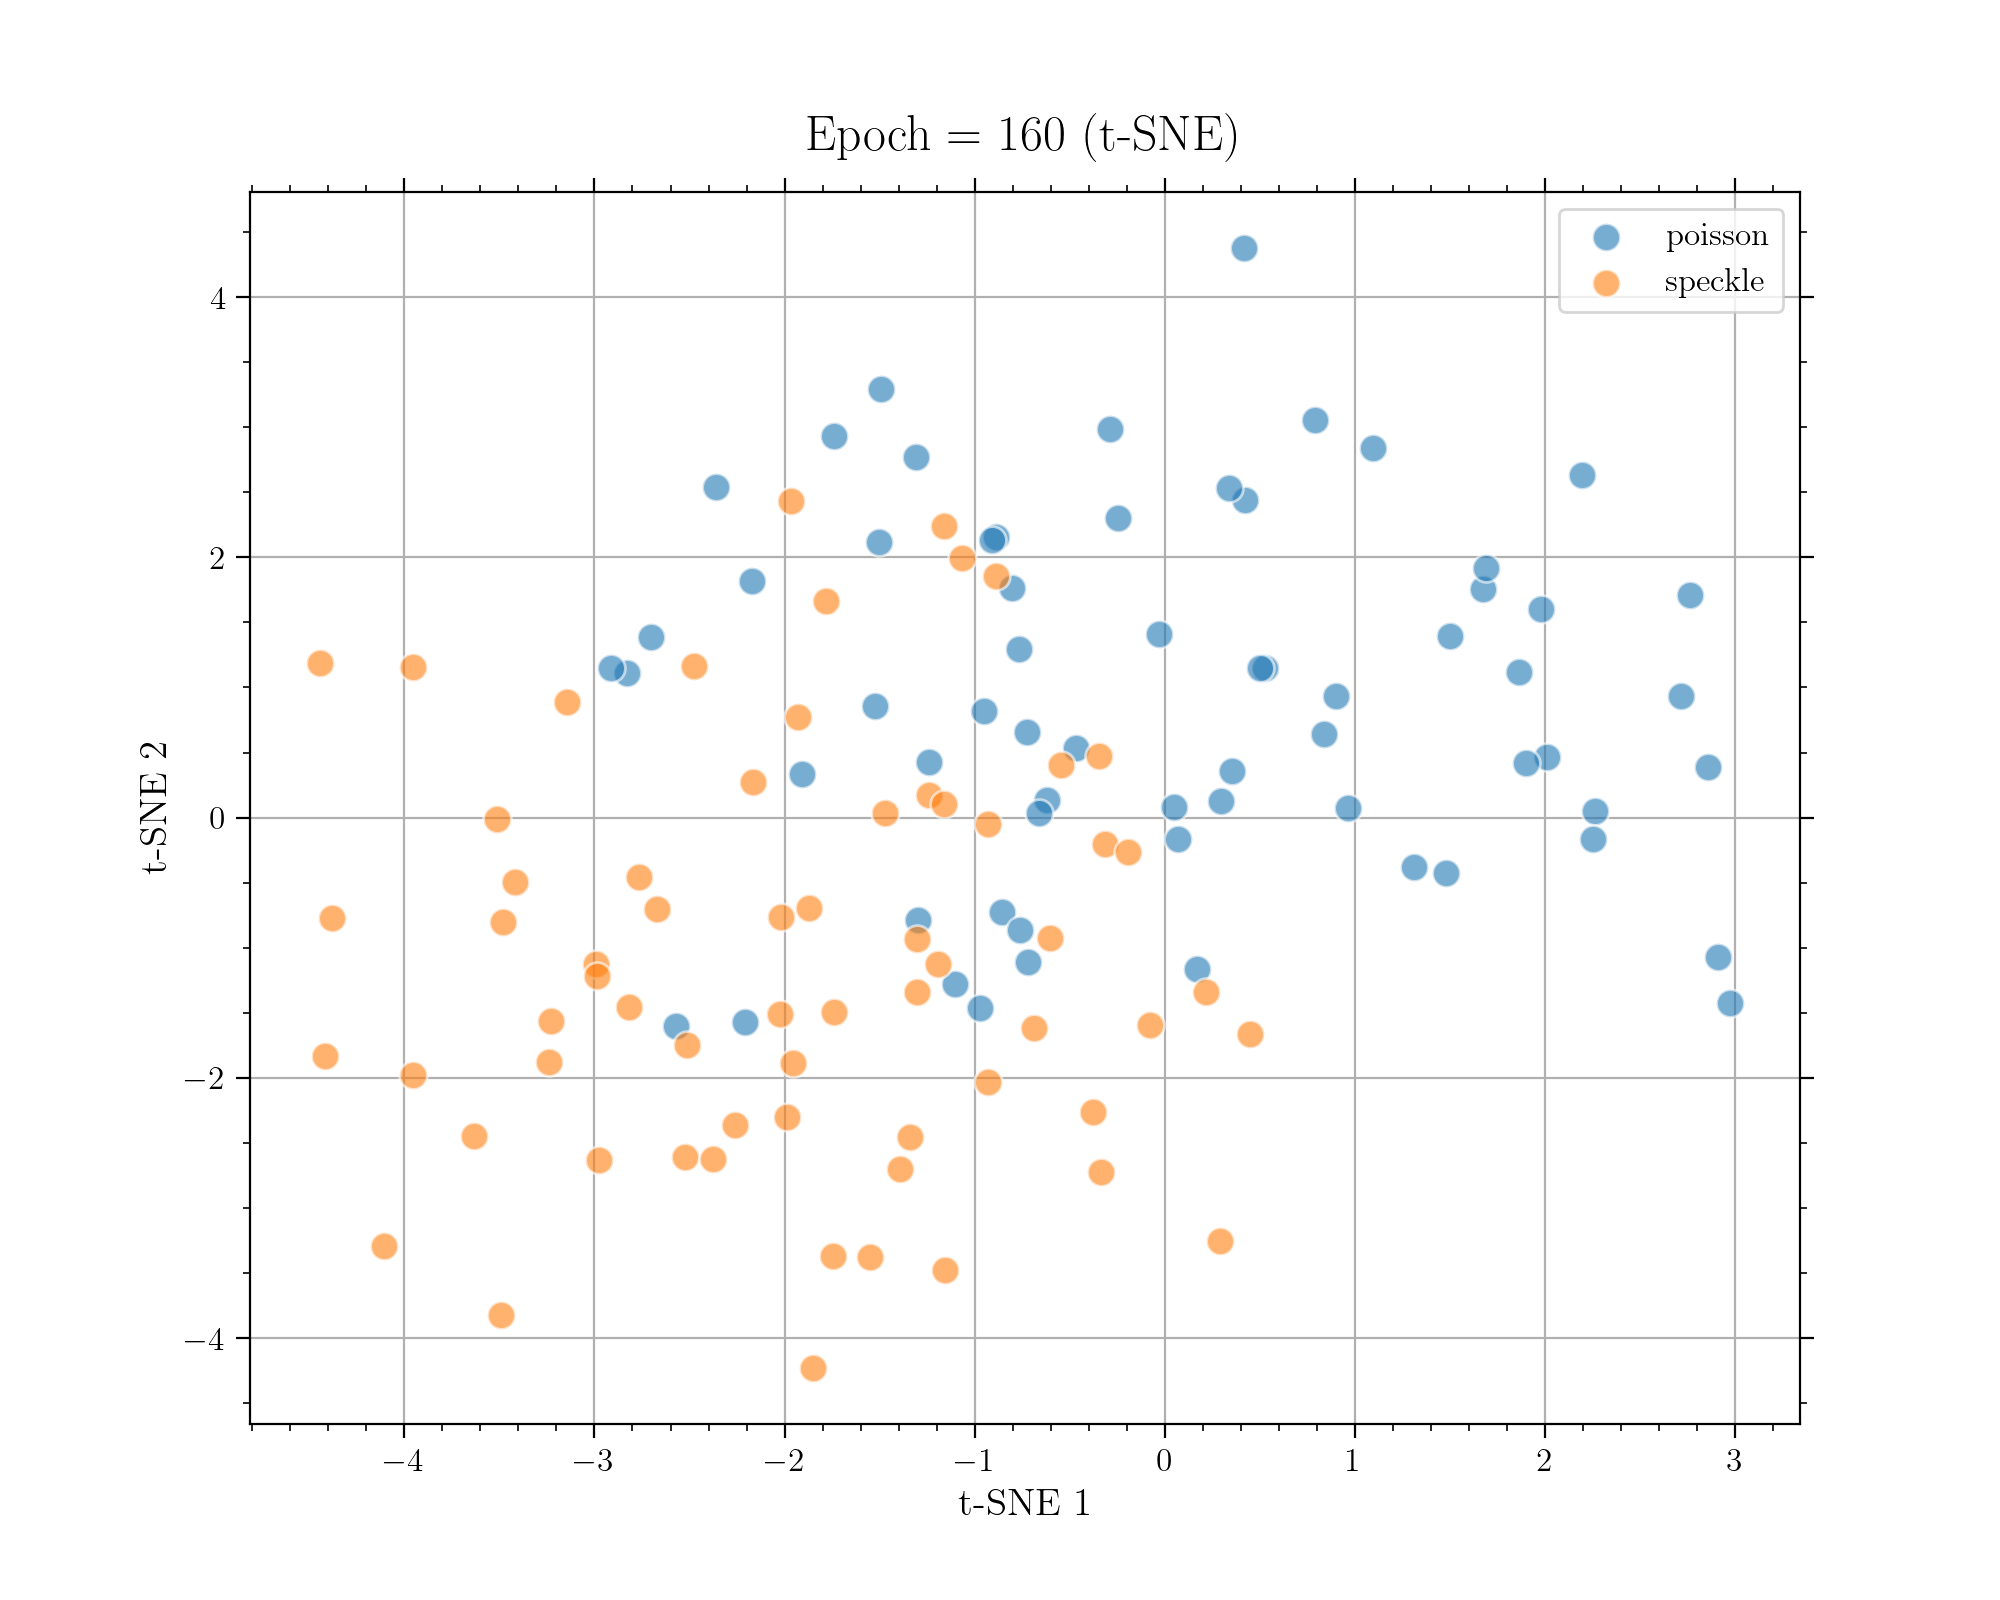 Epoch = 160 (t-SNE)
poisson
speckle
4
2
0
−2
−4
t-SNE 2
−4
−3
−2
−1
0
1
2
3
t-SNE 1